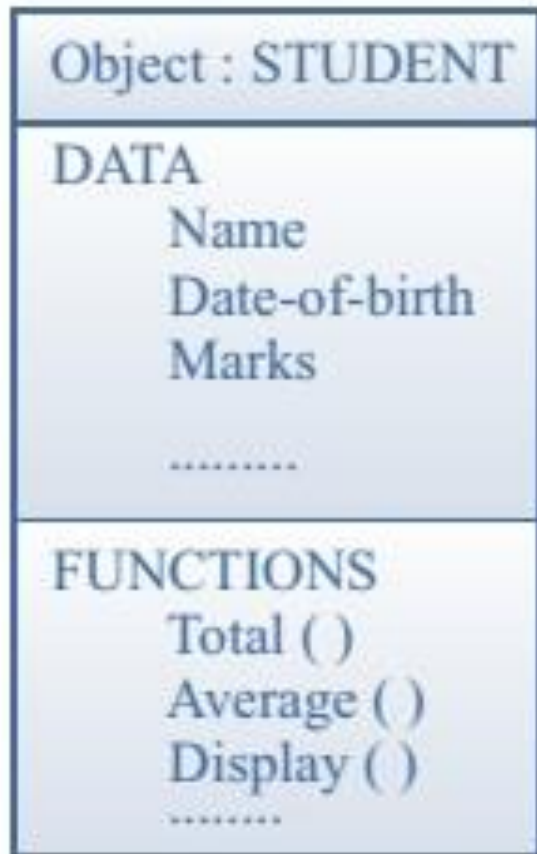 Object : STUDENT
DATA
Name
Date-of-birth
Marks
.........
FUNCTIONS
Total ( )
Average ( )
Display ( )
........